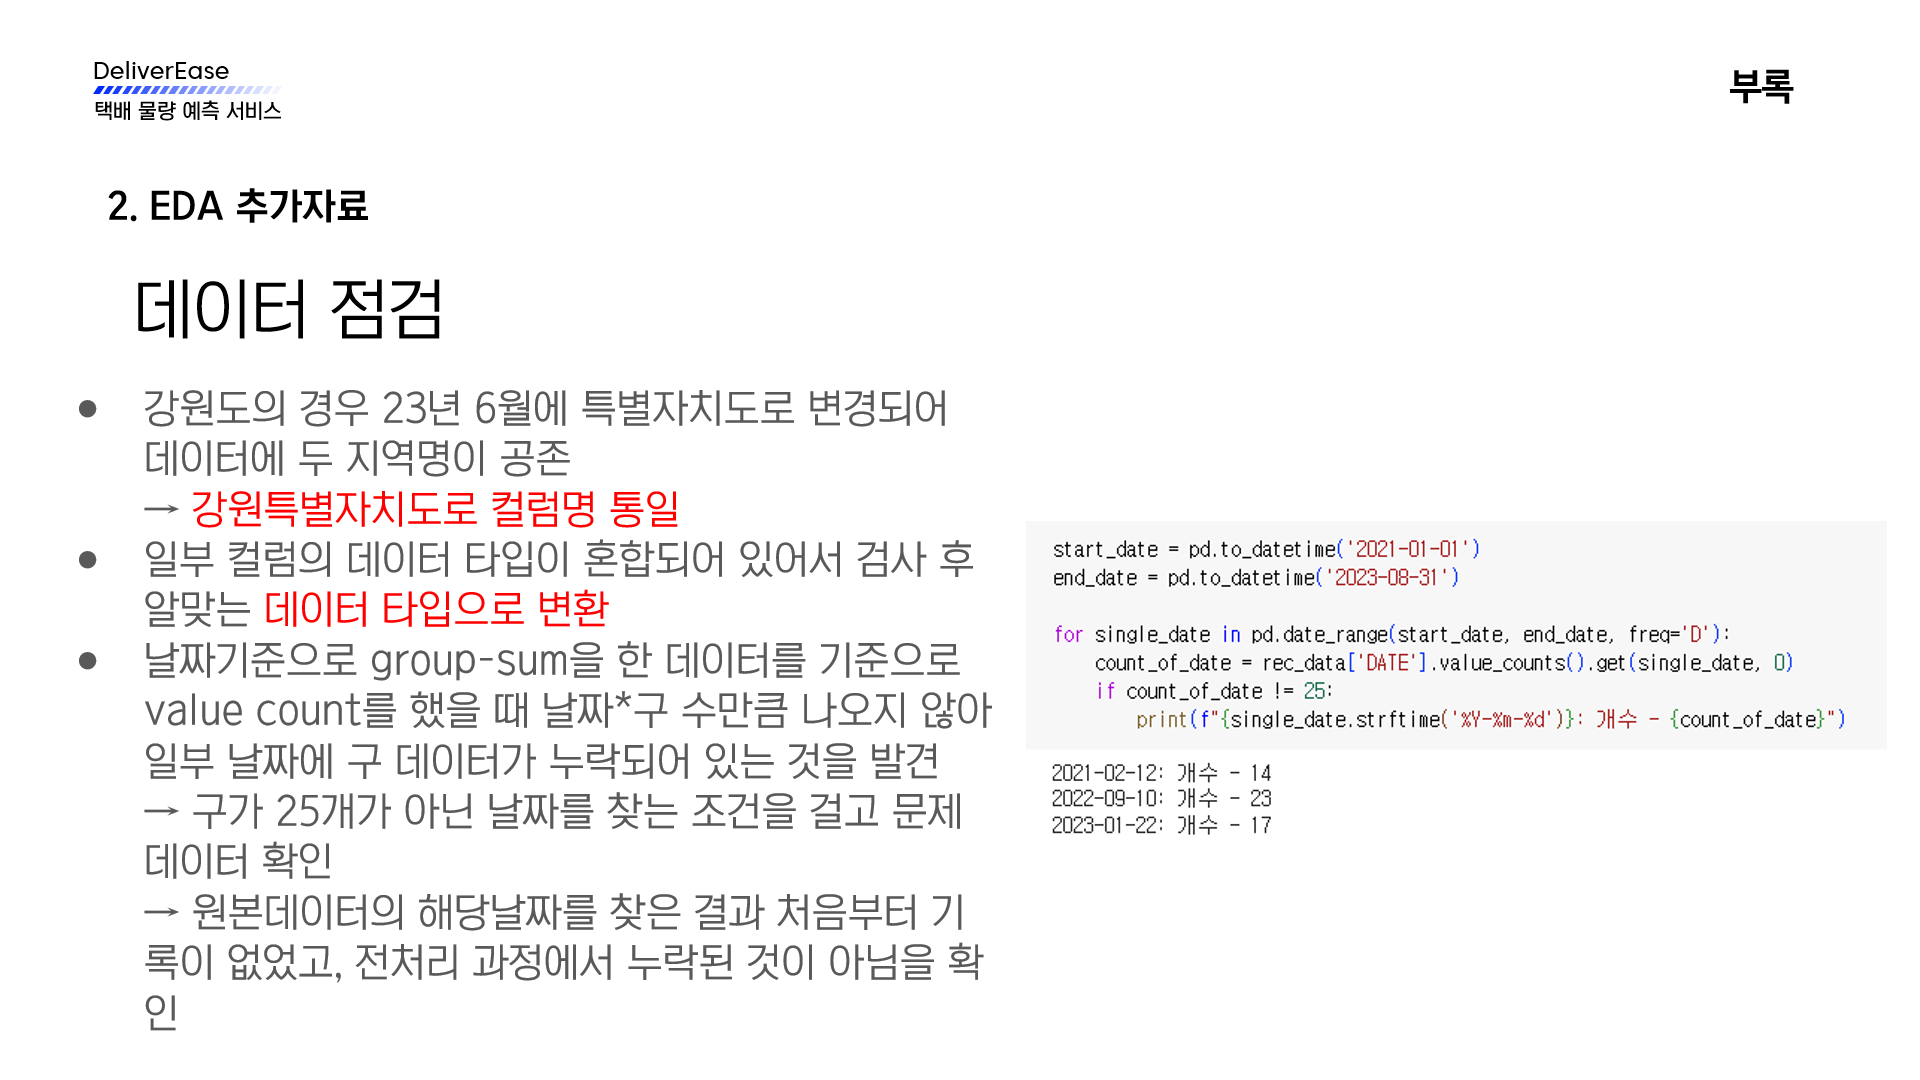 DeliverEase
택배 물량 예측 서비스
부록
2. EDA 추가자료
데이터 점검
● 강원도의 경우 23년 6월에 특별자치도로 변경되어
데이터에 두 지역명이 공존
→ 강원특별자치도로 컬럼명 통일
● 일부 컬럼의 데이터 타입이 혼합되어 있어서 검사 후
알맞는 데이터 타입으로 변환
● 날짜기준으로 group-sum을 한 데이터를 기준으로
value count를 했을 때 날짜*구 수만큼 나오지 않아
일부 날짜에 구 데이터가 누락되어 있는 것을 발견
→ 구가 25개가 아닌 날짜를 찾는 조건을 걸고 문제
데이터 확인
→ 원본데이터의 해당날짜를 찾은 결과 처음부터 기
록이 없었고, 전처리 과정에서 누락된 것이 아님을 확
인
start_date = pd.to_datetime('2021-01-01')
end_date = pd.to_datetime('2023-08-31')
for single_date in pd.date_range(start_date, end_date, freq='D'):
    count_of_date = rec_data['DATE'].value_counts().get(single_date, 0)
    if count_of_date != 25:
        print(f"{single_date.strftime('%Y-%m-%d')}: 개수 - {count_of_date}")
2021-02-12: 개수 - 14
2022-09-10: 개수 - 23
2023-01-22: 개수 - 17